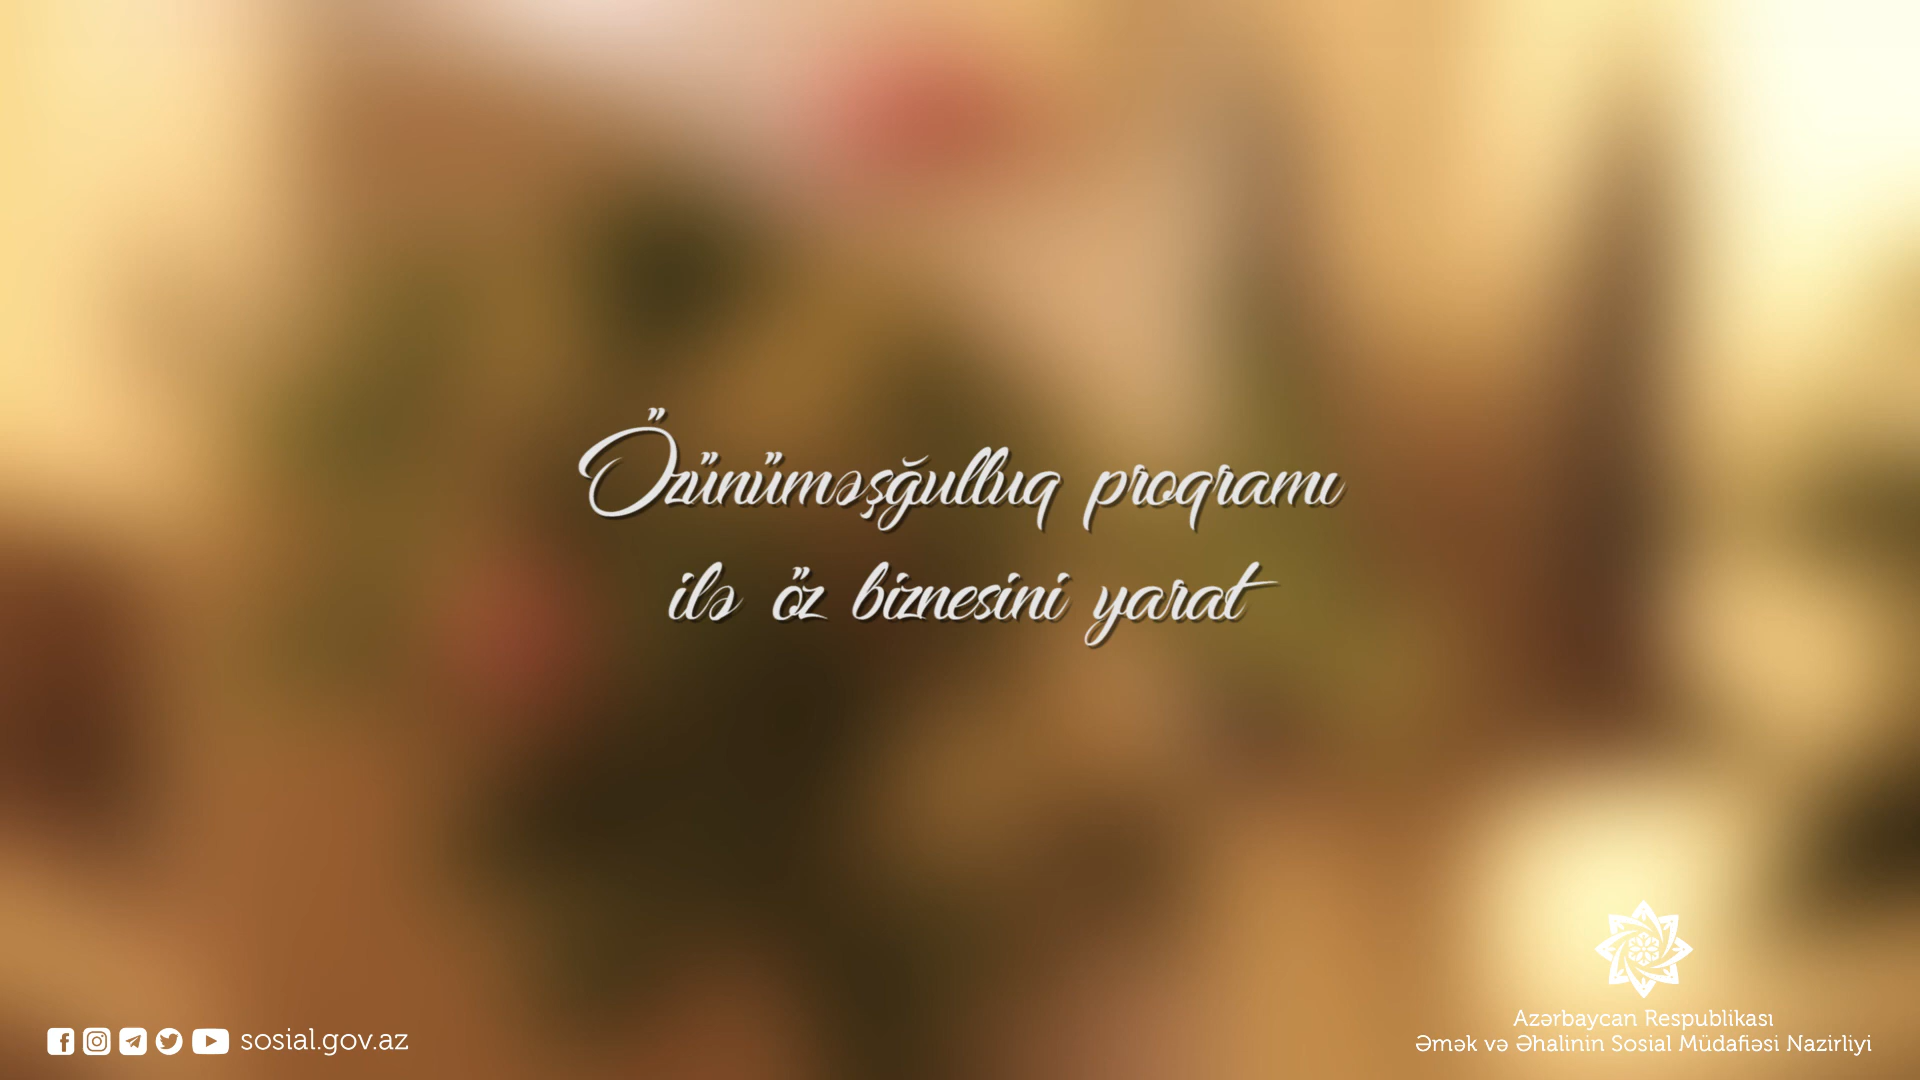 Özünüməşğulluq proqramı
ilə öz biznesini yarat
sosial.gov.az
Azərbaycan Respublikası
Əmək və Əhalinin Sosial Müdafiəsi Nazirliyi